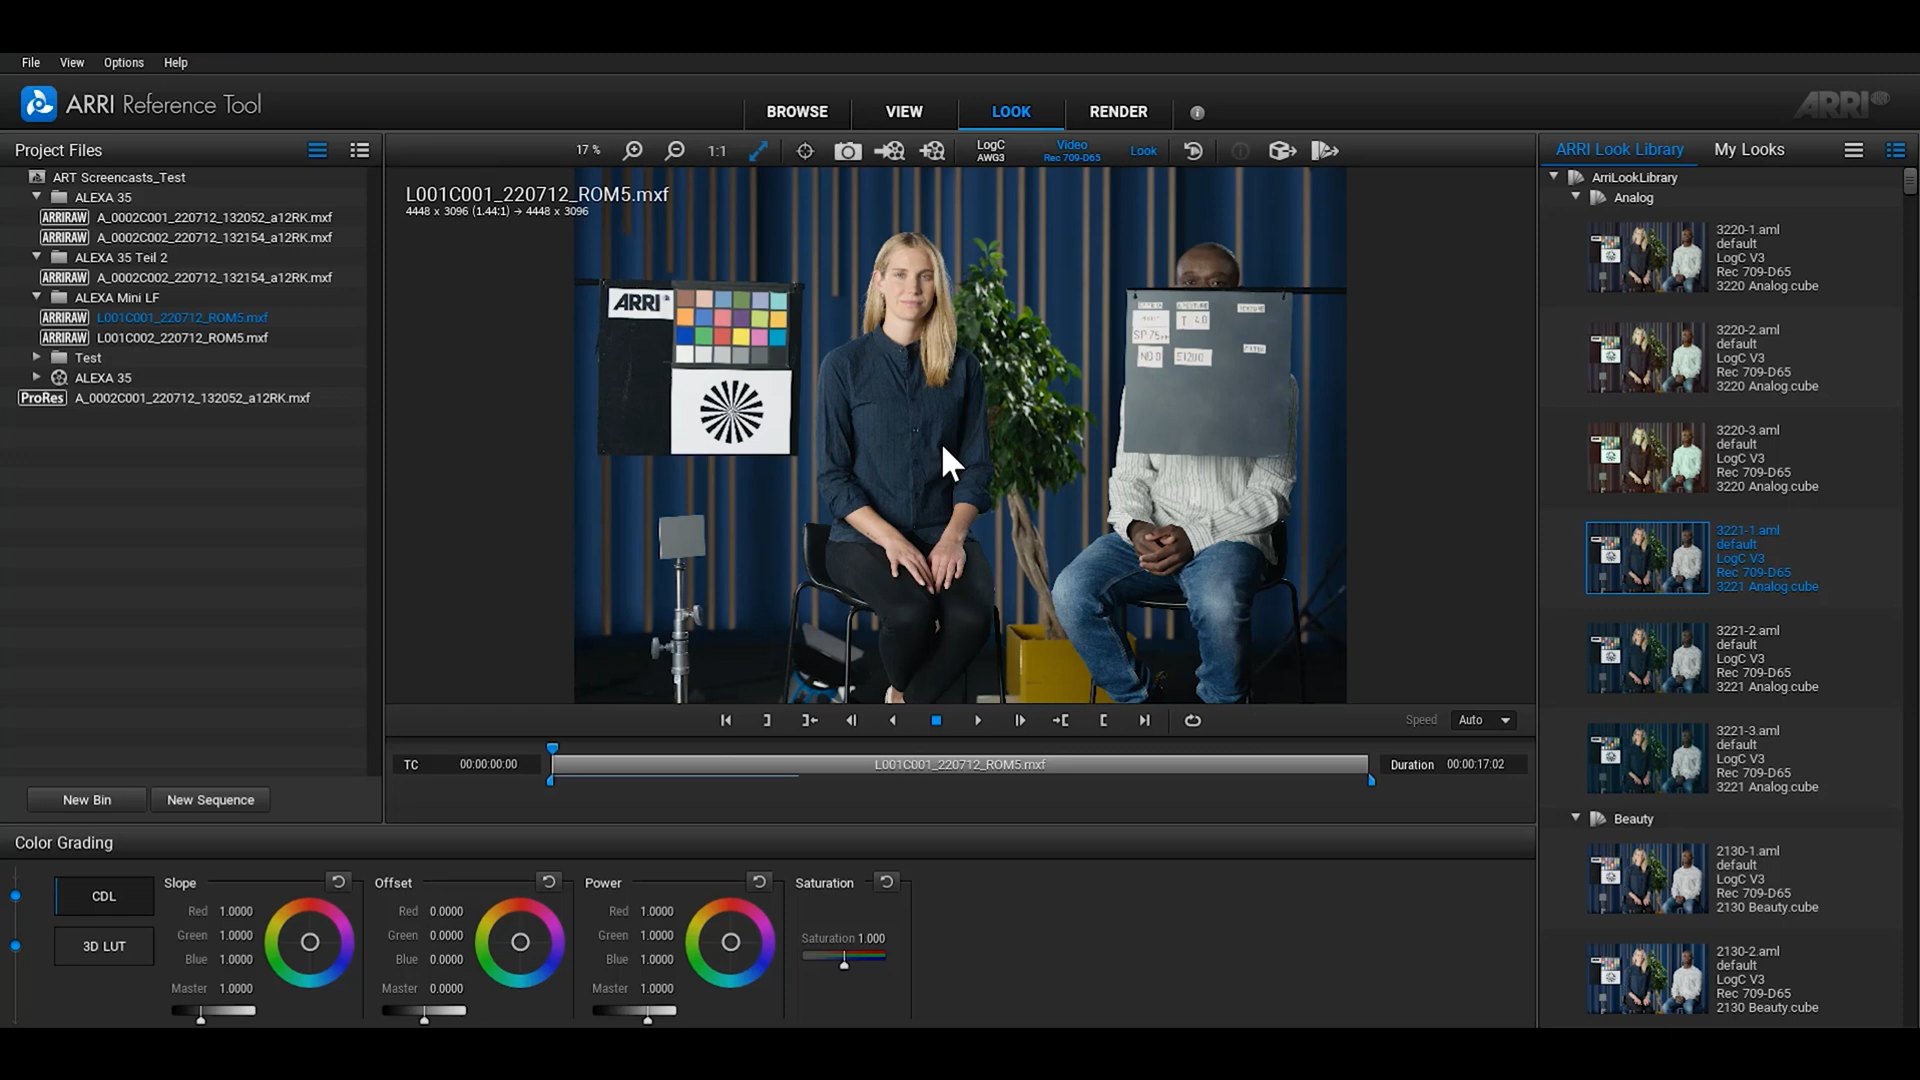 File View Options Help
ARRI Reference Tool
BROWSE VIEW LOOK RENDER
ARRI
Project Files
ART Screencasts_Test
ALEXA 35
ARRIRAW A_0002C001_220712_132052_a12RK.mxf
ARRIRAW A_0002C002_220712_132154_a12RK.mxf
ALEXA 35 Teil 2
ARRIRAW A_0002C002_220712_132154_a12RK.mxf
ALEXA Mini LF
ARRIRAW L001C001_220712_ROM5.mxf
ARRIRAW L001C002_220712_ROM5.mxf
Test
ALEXA 35
ProRes A_0002C001_220712_132052_a12RK.mxf
New Bin New Sequence
17 % 1:1 LogC AWG3 Video Rec 709-D65 Look
L001C001_220712_ROM5.mxf
4448 x 3096 (1.44:1) → 4448 x 3096
ARRI
T 4.0
SP 75
ND 0
EI200
Speed Auto
TC 00:00:00:00 L001C001_220712_ROM5.mxf Duration 00:00:17:02
ARRI Look Library My Looks
ArriLookLibrary
Analog
3220-1.aml
default
LogC V3
Rec 709-D65
3220 Analog.cube
3220-2.aml
default
LogC V3
Rec 709-D65
3220 Analog.cube
3220-3.aml
default
LogC V3
Rec 709-D65
3220 Analog.cube
3221-1.aml
default
LogC V3
Rec 709-D65
3221 Analog.cube
3221-2.aml
default
LogC V3
Rec 709-D65
3221 Analog.cube
3221-3.aml
default
LogC V3
Rec 709-D65
3221 Analog.cube
Beauty
2130-1.aml
default
LogC V3
Rec 709-D65
2130 Beauty.cube
2130-2.aml
default
LogC V3
Rec 709-D65
2130 Beauty.cube
Color Grading
CDL
3D LUT
Slope
Red 1.0000
Green 1.0000
Blue 1.0000
Master 1.0000
Offset
Red 0.0000
Green 0.0000
Blue 0.0000
Master 0.0000
Power
Red 1.0000
Green 1.0000
Blue 1.0000
Master 1.0000
Saturation
Saturation 1.000